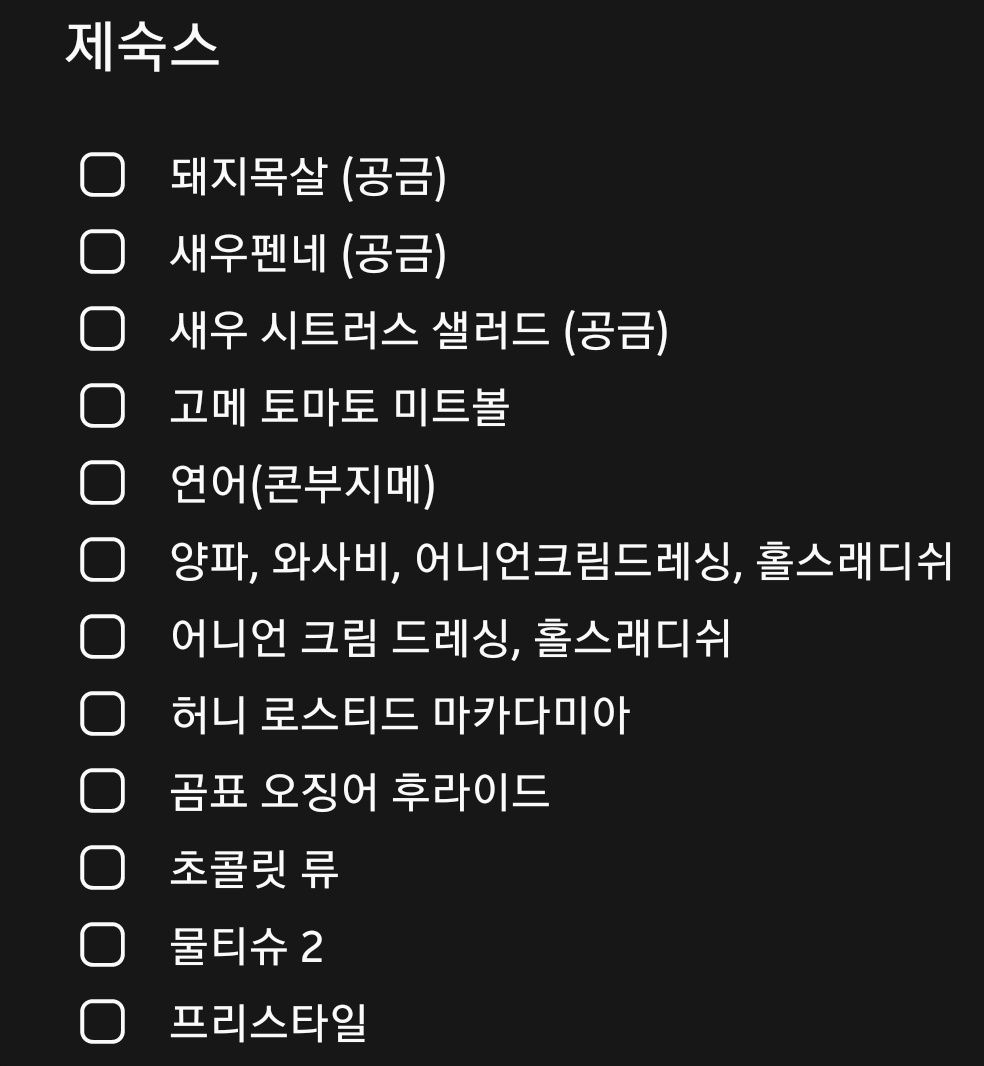 제숙스
돼지목살 (공금)
새우펜네 (공금)
새우 시트러스 샐러드 (공금)
고메 토마토 미트볼
연어(콘부지메)
양파, 와사비, 어니언크림드레싱, 홀스래디쉬
어니언 크림 드레싱, 홀스래디쉬
허니 로스티드 마카다미아
곰표 오징어 후라이드
초콜릿 류
물티슈 2
프리스타일